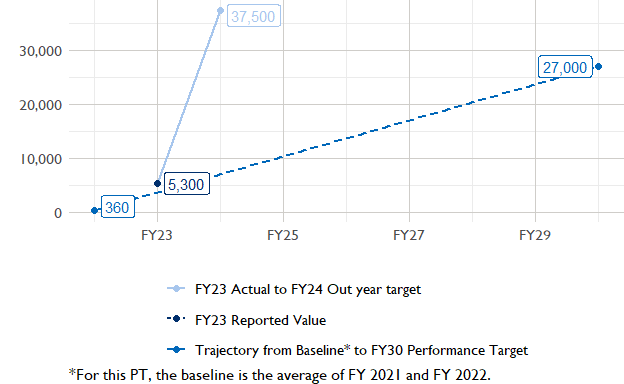 37,500
30,000
27,000
20,000
10,000
5,300
360
0
FY23 FY25 FY27 FY29
FY23 Actual to FY24 Out year target
FY23 Reported Value
Trajectory from Baseline* to FY30 Performance Target
*For this PT, the baseline is the average of FY 2021 and FY 2022.